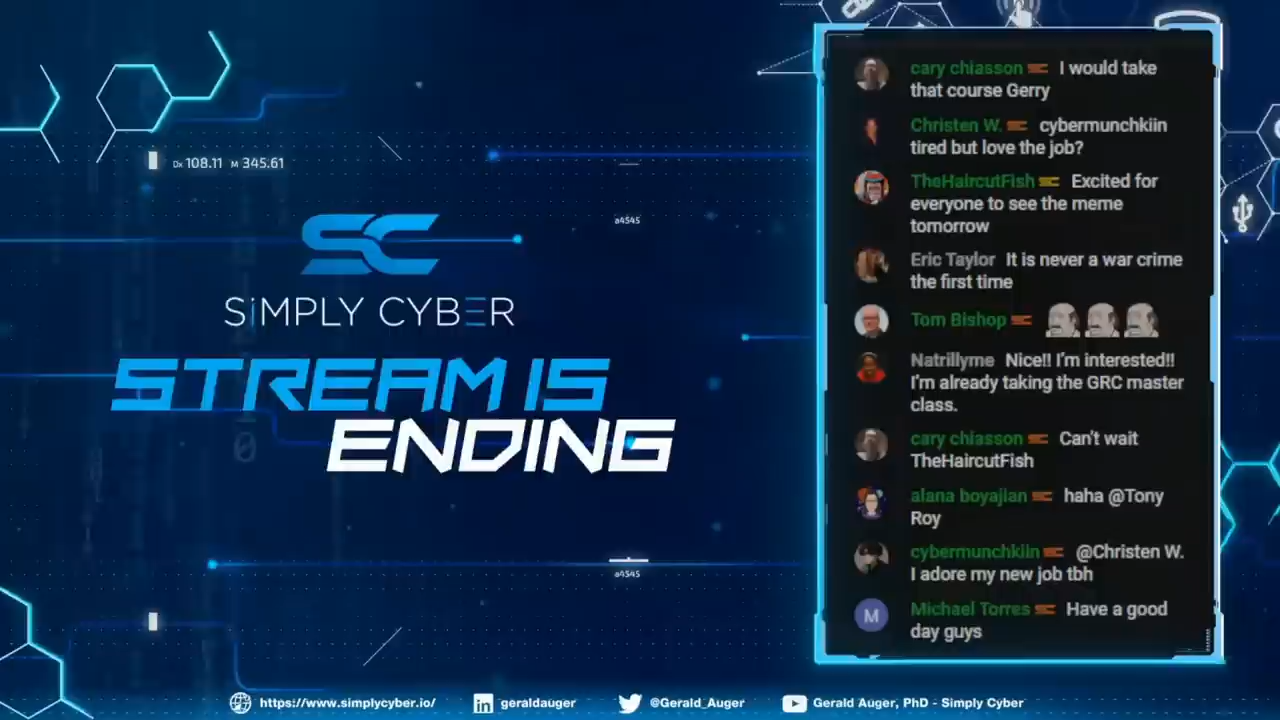 Dx 108.11 M 345.61
a4545
SC
SiMPLY CYBER
STREAM IS
ENDING
a4545
cary chiasson I would take
that course Gerry
Christen W. cybermunchkiin
tired but love the job?
TheHaircutFish Excited for
everyone to see the meme
tomorrow
Eric Taylor It is never a war crime
the first time
Tom Bishop
Natrillyme Nice!! I'm interested!!
I'm already taking the GRC master
class.
cary chiasson Can't wait
TheHaircutFish
alana boyajian haha @Tony
Roy
cybermunchkiin @Christen W.
I adore my new job tbh
M
Michael Torres Have a good
day guys
https://www.simplycyber.io/ geraldauger @Gerald_Auger Gerald Auger, PhD - Simply Cyber